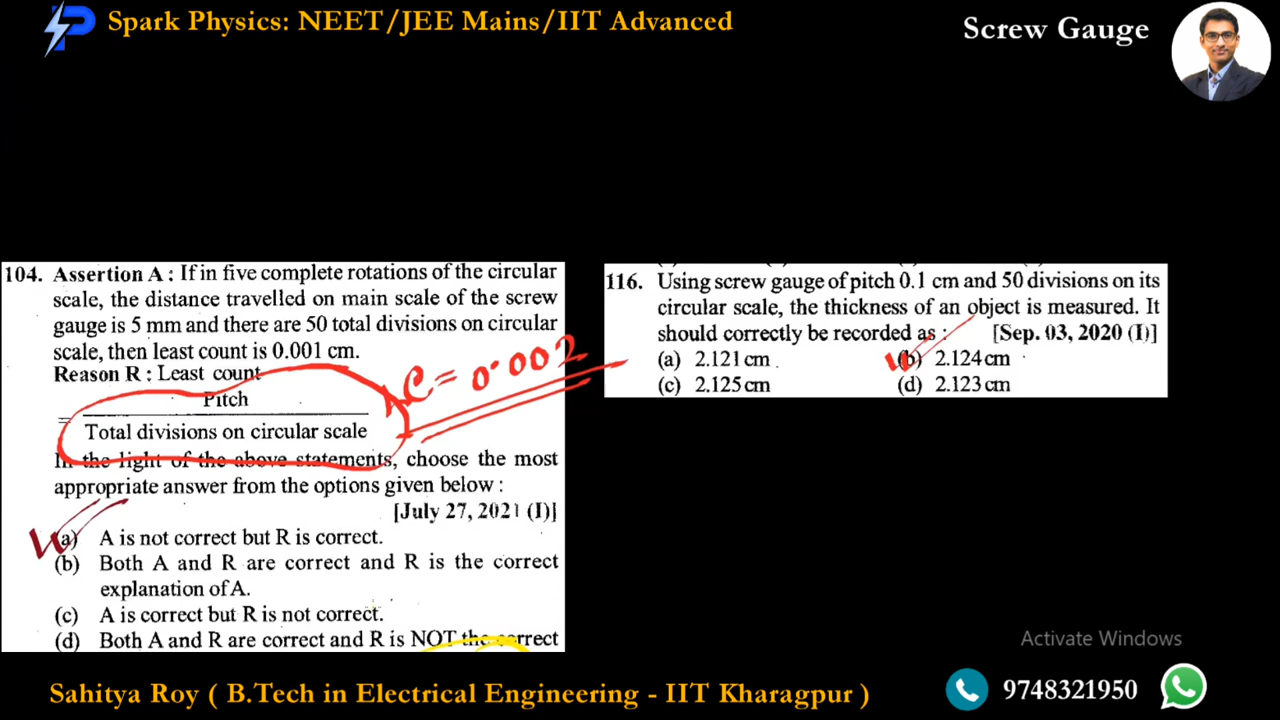 Spark Physics: NEET/JEE Mains/IIT Advanced
Screw Gauge
104. Assertion A : If in five complete rotations of the circular
scale, the distance travelled on main scale of the screw
gauge is 5 mm and there are 50 total divisions on circular
scale, then least count is 0.001 cm.
Reason R : Least count
= Pitch
Total divisions on circular scale
LC = 0.002
In the light of the above statements, choose the most
appropriate answer from the options given below :
[July 27, 2021 (I)]
(a) A is not correct but R is correct.
(b) Both A and R are correct and R is the correct
explanation of A.
(c) A is correct but R is not correct.
(d) Both A and R are correct and R is NOT the correct
116. Using screw gauge of pitch 0.1 cm and 50 divisions on its
circular scale, the thickness of an object is measured. It
should correctly be recorded as : [Sep. 03, 2020 (I)]
(a) 2.121 cm (b) 2.124 cm
(c) 2.125 cm (d) 2.123 cm
Activate Windows
Sahitya Roy ( B.Tech in Electrical Engineering - IIT Kharagpur )
9748321950